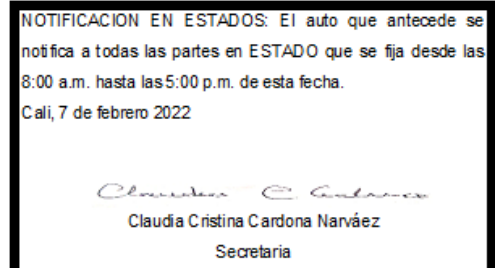 NOTIFICACION EN ESTADOS: El auto que antecede se
notifica a todas las partes en ESTADO que se fija desde las
8:00 a.m. hasta las 5:00 p.m. de esta fecha.
Cali, 7 de febrero 2022
Claudia Cristina Cardona Narváez
Secretaria